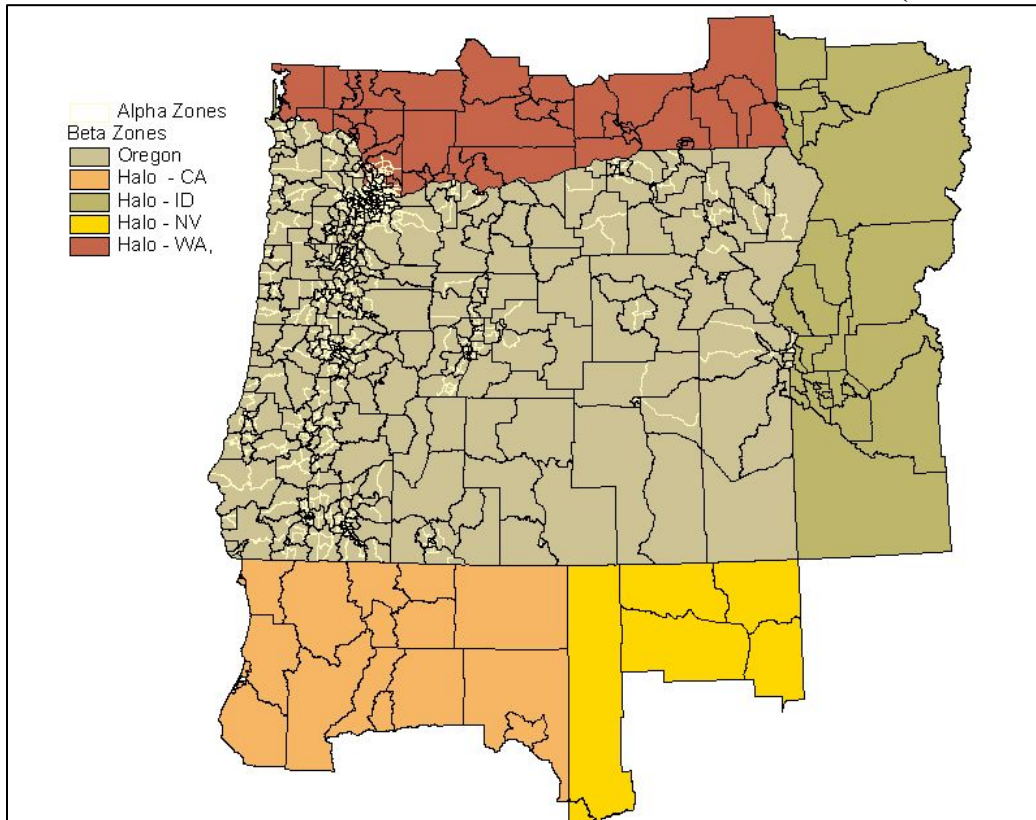 Alpha Zones
Beta Zones
Oregon
Halo - CA
Halo - ID
Halo - NV
Halo - WA,